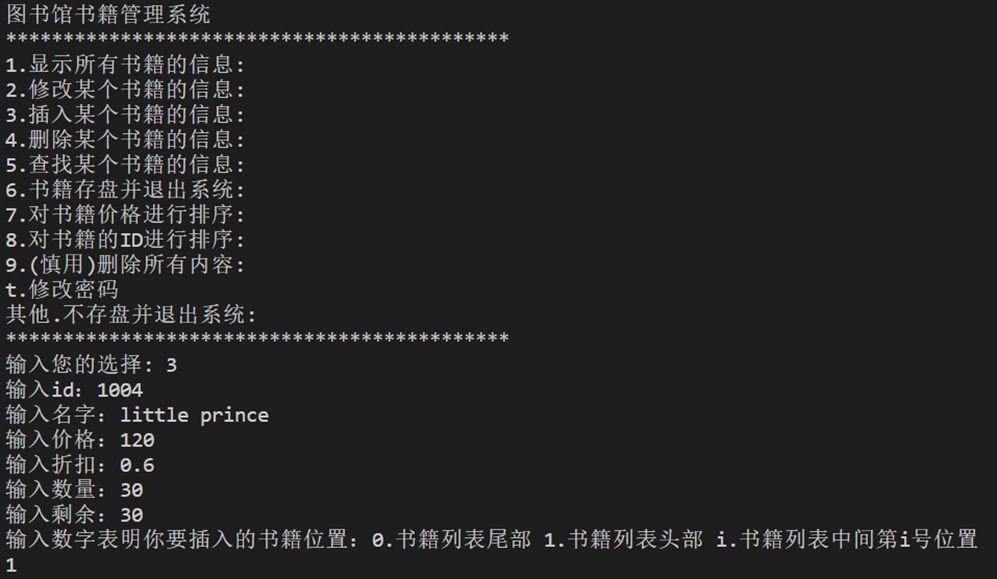 图书馆书籍管理系统
********************************************
1.显示所有书籍的信息:
2.修改某个书籍的信息:
3.插入某个书籍的信息:
4.删除某个书籍的信息:
5.查找某个书籍的信息:
6.书籍存盘并退出系统:
7.对书籍价格进行排序:
8.对书籍的ID进行排序:
9.(慎用)删除所有内容:
t.修改密码
其他.不存盘并退出系统:
********************************************
输入您的选择: 3
输入id: 1004
输入名字: little prince
输入价格: 120
输入折扣: 0.6
输入数量: 30
输入剩余: 30
输入数字表明你要插入的书籍位置: 0.书籍列表尾部 1.书籍列表头部 i.书籍列表中间第i号位置
1